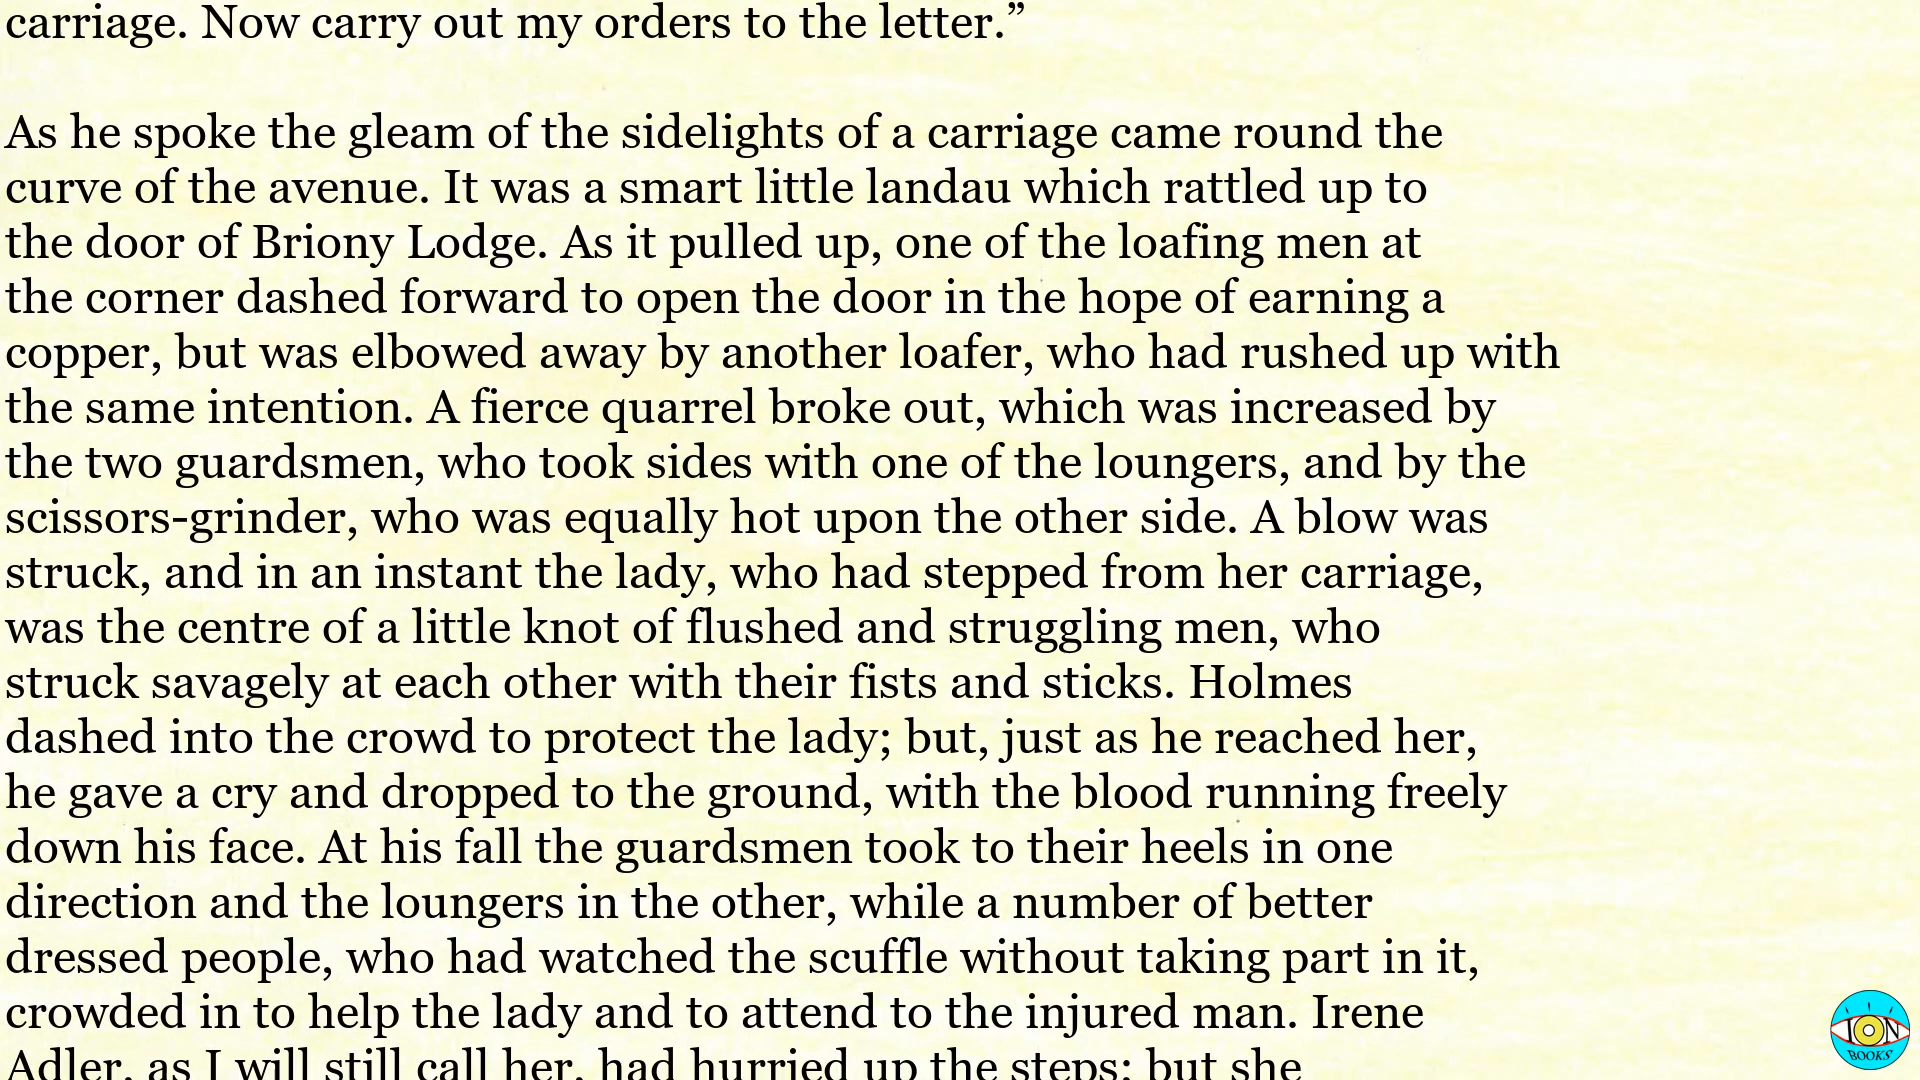 carriage. Now carry out my orders to the letter.”
As he spoke the gleam of the sidelights of a carriage came round the
curve of the avenue. It was a smart little landau which rattled up to
the door of Briony Lodge. As it pulled up, one of the loafing men at
the corner dashed forward to open the door in the hope of earning a
copper, but was elbowed away by another loafer, who had rushed up with
the same intention. A fierce quarrel broke out, which was increased by
the two guardsmen, who took sides with one of the loungers, and by the
scissors-grinder, who was equally hot upon the other side. A blow was
struck, and in an instant the lady, who had stepped from her carriage,
was the centre of a little knot of flushed and struggling men, who
struck savagely at each other with their fists and sticks. Holmes
dashed into the crowd to protect the lady; but, just as he reached her,
he gave a cry and dropped to the ground, with the blood running freely
down his face. At his fall the guardsmen took to their heels in one
direction and the loungers in the other, while a number of better
dressed people, who had watched the scuffle without taking part in it,
crowded in to help the lady and to attend to the injured man. Irene
Adler, as I will still call her, had hurried up the steps; but she
ION
BOOKS